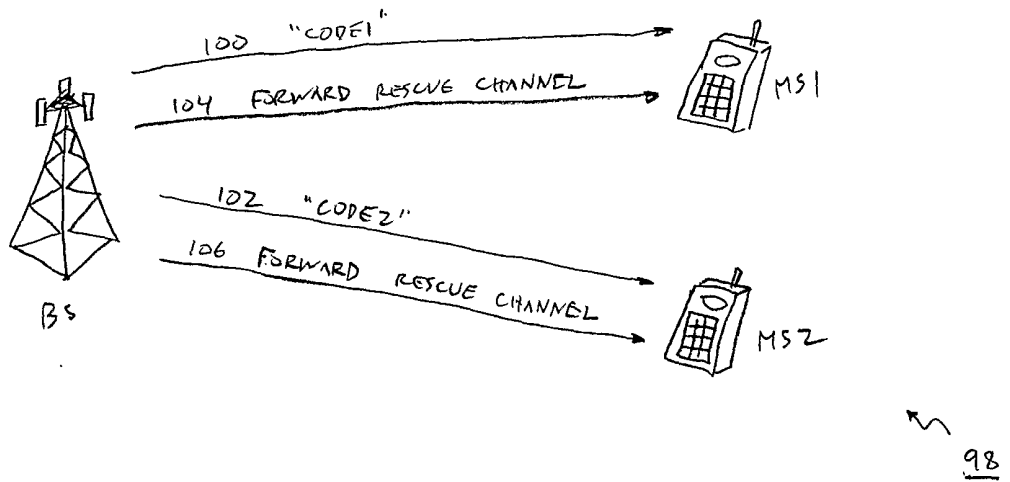 100 "CODE1"
104 FORWARD RESCUE CHANNEL
MS1
102 "CODE2"
106 FORWARD RESCUE CHANNEL
BS
MS2
98